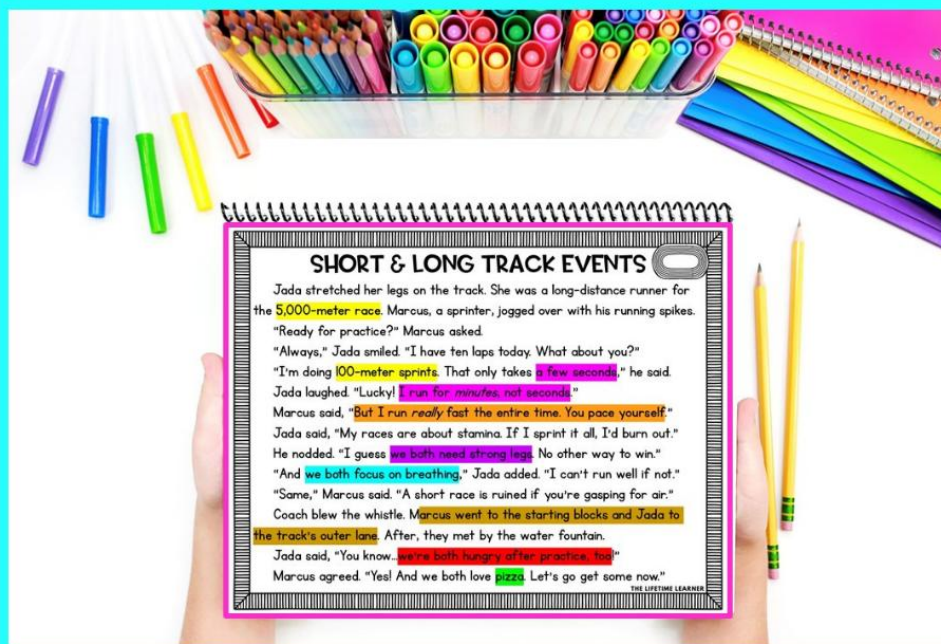 SHORT & LONG TRACK EVENTS
Jada stretched her legs on the track. She was a long-distance runner for
the 5,000-meter race. Marcus, a sprinter, jogged over with his running spikes.
"Ready for practice?" Marcus asked.
"Always," Jada smiled. "I have ten laps today. What about you?"
"I'm doing 100-meter sprints. That only takes a few seconds," he said.
Jada laughed. "Lucky! I run for minutes, not seconds."
Marcus said, "But I run really fast the entire time. You pace yourself."
Jada said, "My races are about stamina. If I sprint it all, I'd burn out."
He nodded. "I guess we both need strong legs. No other way to win."
"And we both focus on breathing," Jada added. "I can't run well if not."
"Same," Marcus said. "A short race is ruined if you're gasping for air."
Coach blew the whistle. Marcus went to the starting blocks and Jada to
the track's outer lane. After, they met by the water fountain.
Jada said, "You know...we're both hungry after practice, too!"
Marcus agreed. "Yes! And we both love pizza. Let's go get some now."
THE LIFETIME LEARNER